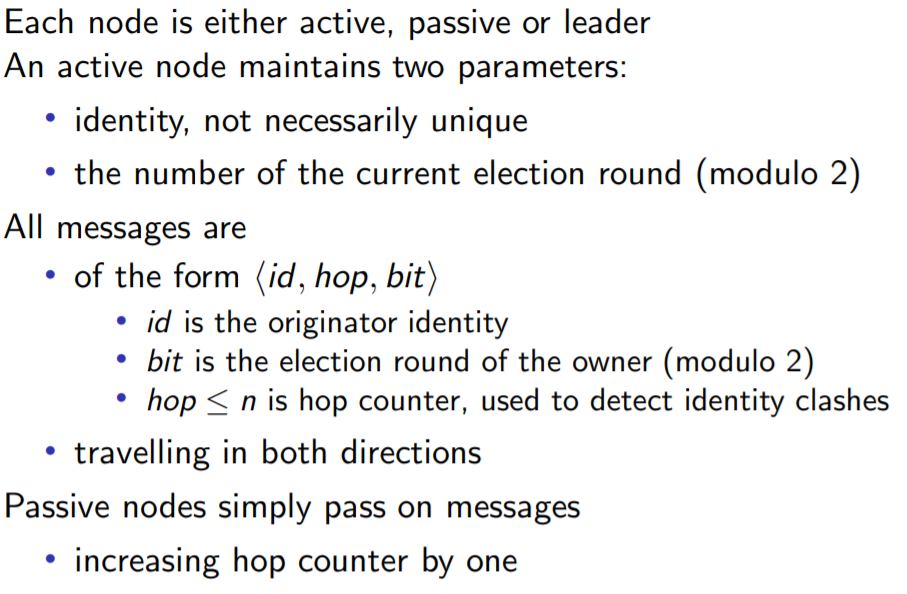 Each node is either active, passive or leader
An active node maintains two parameters:
• identity, not necessarily unique
• the number of the current election round (modulo 2)
All messages are
• of the form ⟨id, hop, bit⟩
• id is the originator identity
• bit is the election round of the owner (modulo 2)
• hop ≤ n is hop counter, used to detect identity clashes
• travelling in both directions
Passive nodes simply pass on messages
• increasing hop counter by one